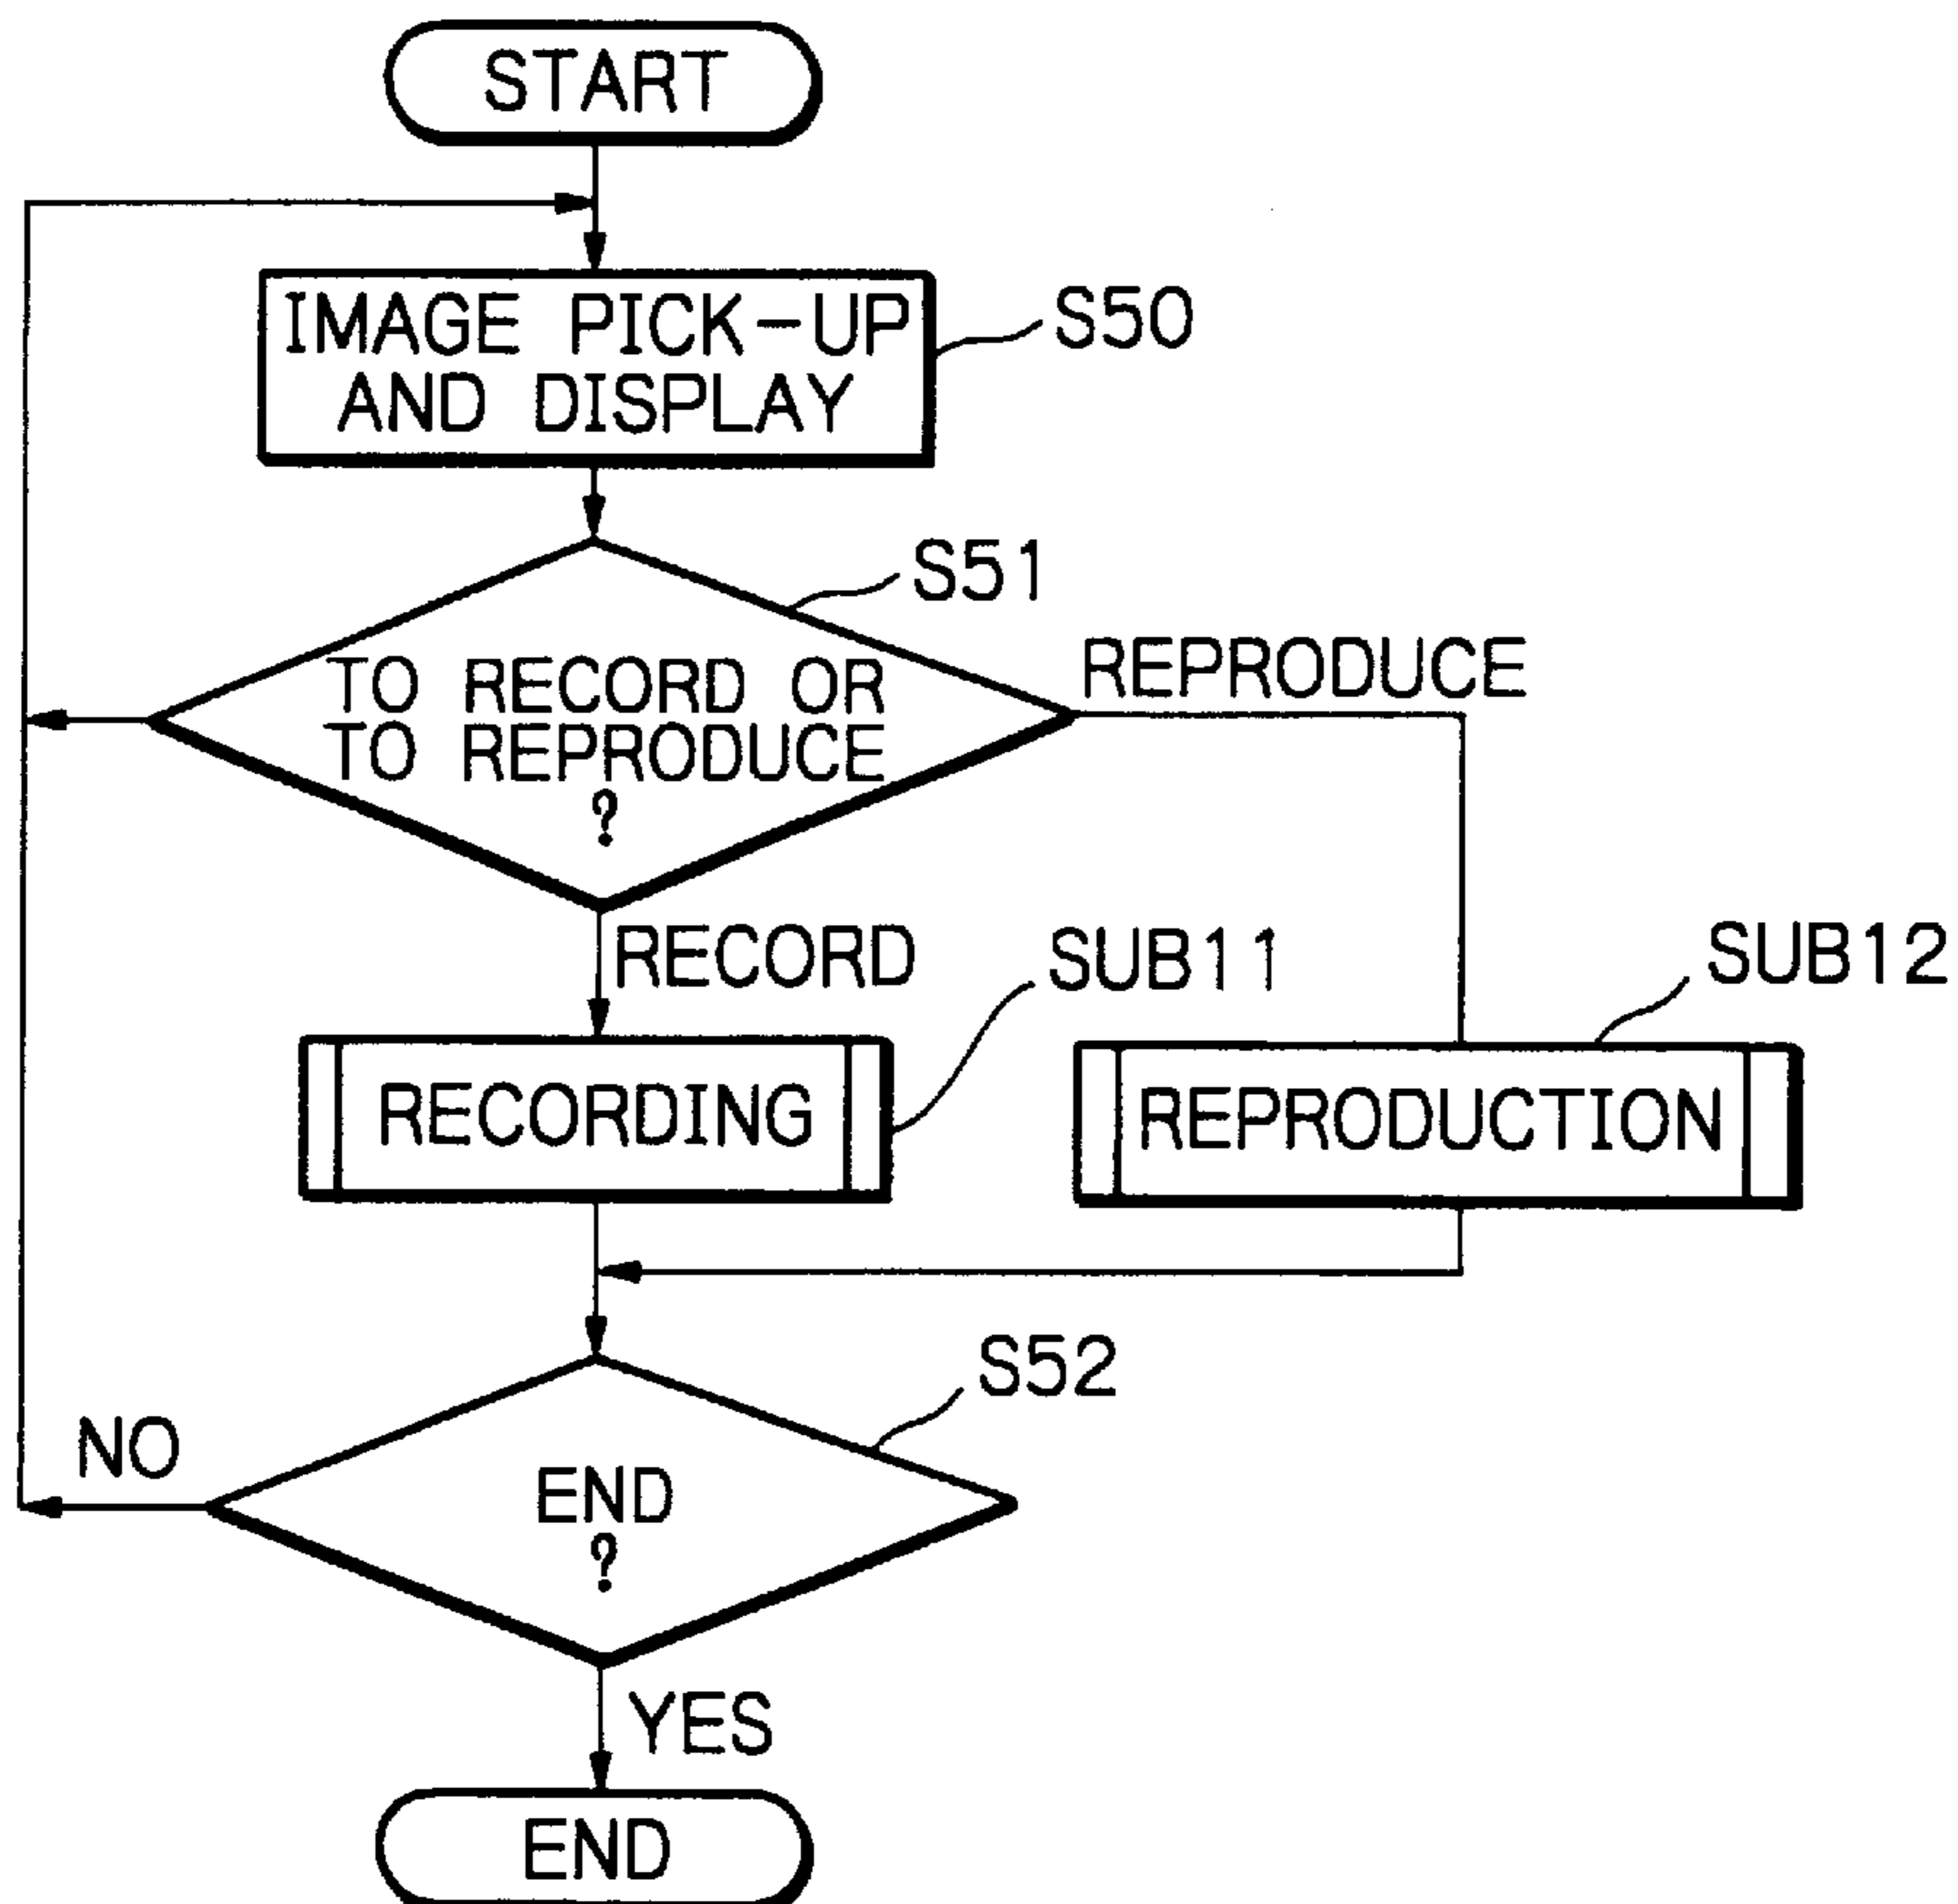 START
IMAGE PICK-UP
AND DISPLAY
S50
S51
TO RECORD OR
TO REPRODUCE
?
REPRODUCE
RECORD
SUB11
SUB12
RECORDING
REPRODUCTION
S52
NO
END
?
YES
END